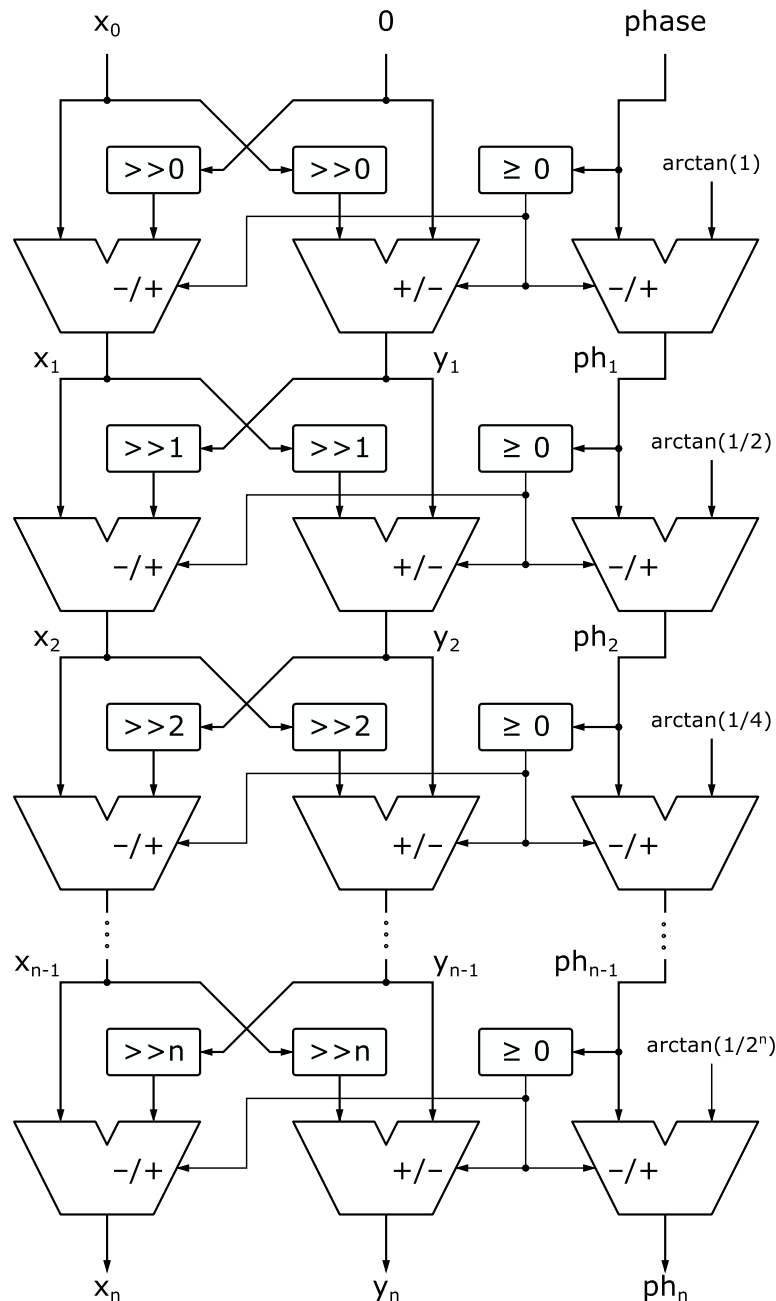 x₀ 0 phase
>>0 >>0 ≥ 0 arctan(1)
–/+ +/– –/+
x₁ y₁ ph₁
>>1 >>1 ≥ 0 arctan(1/2)
–/+ +/– –/+
x₂ y₂ ph₂
>>2 >>2 ≥ 0 arctan(1/4)
–/+ +/– –/+
xₙ₋₁ yₙ₋₁ phₙ₋₁
>>n >>n ≥ 0 arctan(1/2ⁿ)
–/+ +/– –/+
xₙ yₙ phₙ